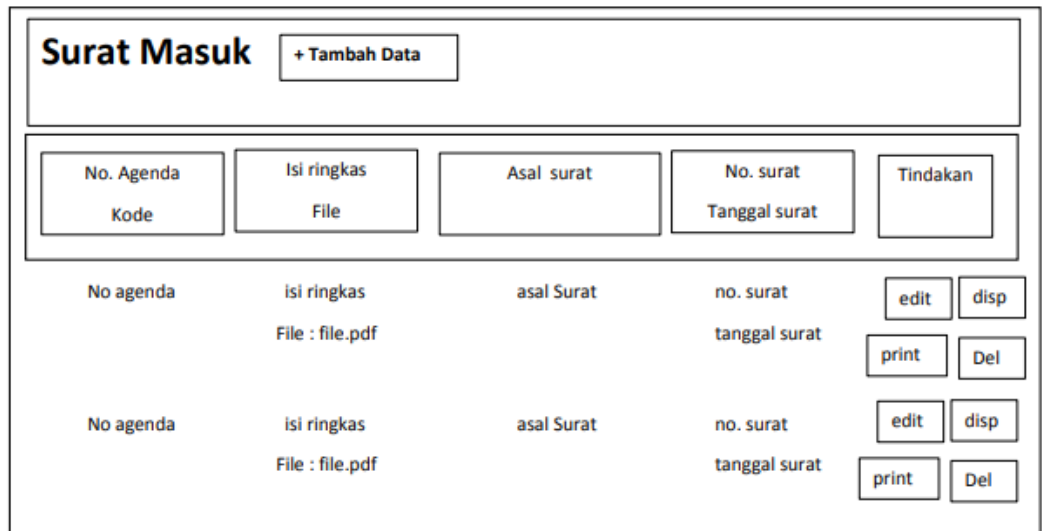 Surat Masuk + Tambah Data
No. Agenda Isi ringkas Asal surat No. surat Tindakan
Kode File Tanggal surat
No agenda isi ringkas asal Surat no. surat edit disp
File : file.pdf tanggal surat
print Del
No agenda isi ringkas asal Surat no. surat edit disp
File : file.pdf tanggal surat
print Del